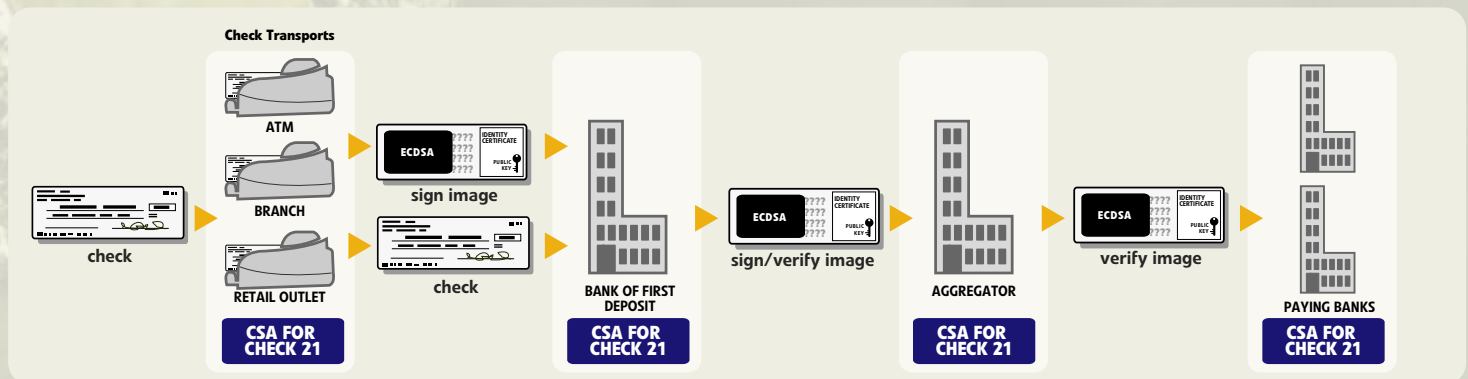 Check Transports
check
ATM
BRANCH
RETAIL OUTLET
CSA FOR
CHECK 21
ECDSA
????
????
????
????
IDENTITY
CERTIFICATE
PUBLIC
KEY
sign image
check
BANK OF FIRST
DEPOSIT
CSA FOR
CHECK 21
ECDSA
????
????
????
????
IDENTITY
CERTIFICATE
PUBLIC
KEY
sign/verify image
AGGREGATOR
CSA FOR
CHECK 21
ECDSA
????
????
????
????
IDENTITY
CERTIFICATE
PUBLIC
KEY
verify image
PAYING BANKS
CSA FOR
CHECK 21